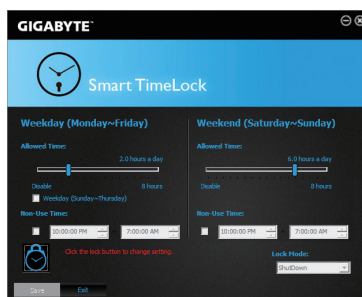 GIGABYTE™
Smart TimeLock
Weekday (Monday~Friday)
Allowed Time:
2.0 hours a day
Disable 8 hours
Weekday (Sunday~Thursday)
Non-Use Time:
10:00:00 PM ~ 7:00:00 AM
Click the lock button to change setting..
Weekend (Saturday~Sunday)
Allowed Time:
6.0 hours a day
Disable 8 hours
Non-Use Time:
10:00:00 PM ~ 7:00:00 AM
Lock Mode:
ShutDown
Save Exit